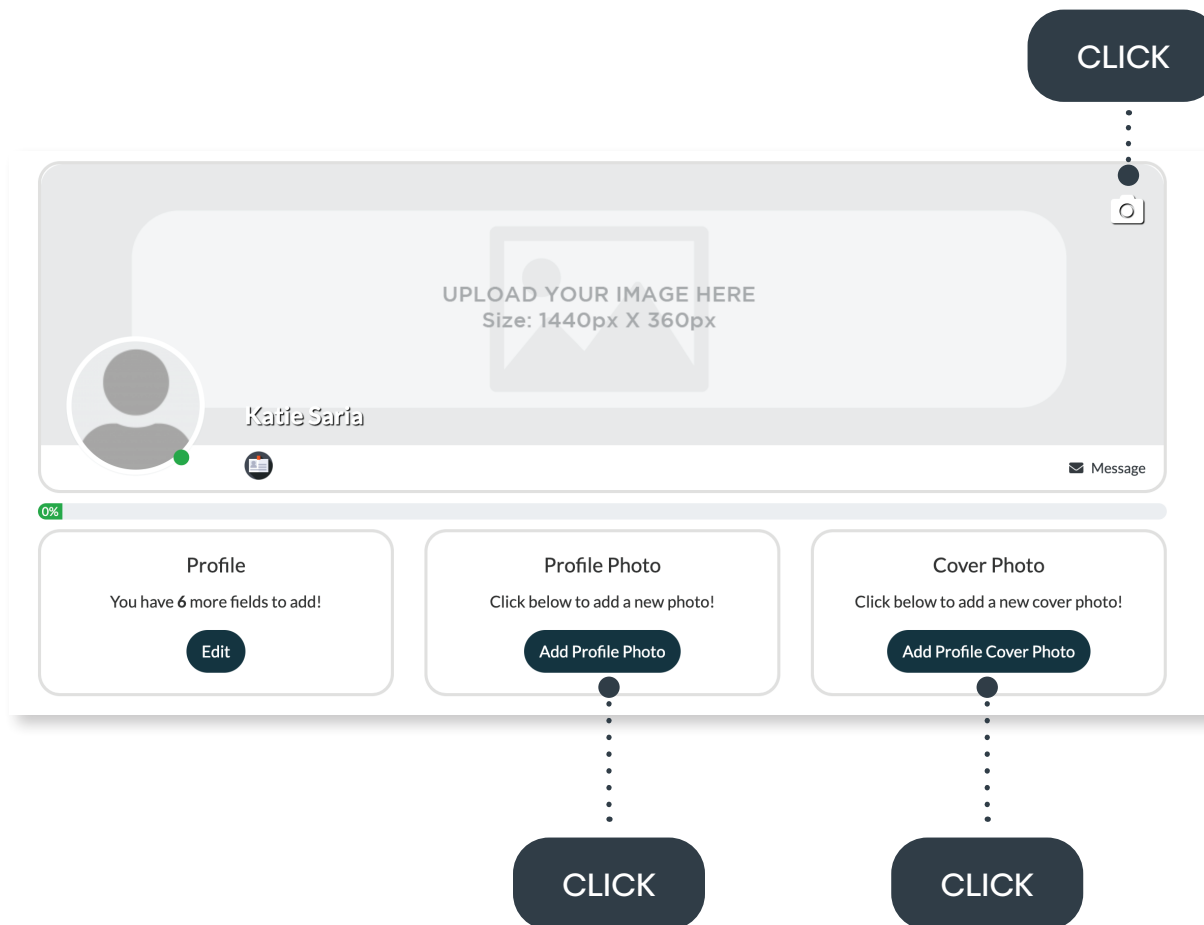 CLICK
UPLOAD YOUR IMAGE HERE
Size: 1440px X 360px
Katie Saria
Message
0%
Profile
You have 6 more fields to add!
Edit
Profile Photo
Click below to add a new photo!
Add Profile Photo
Cover Photo
Click below to add a new cover photo!
Add Profile Cover Photo
CLICK
CLICK